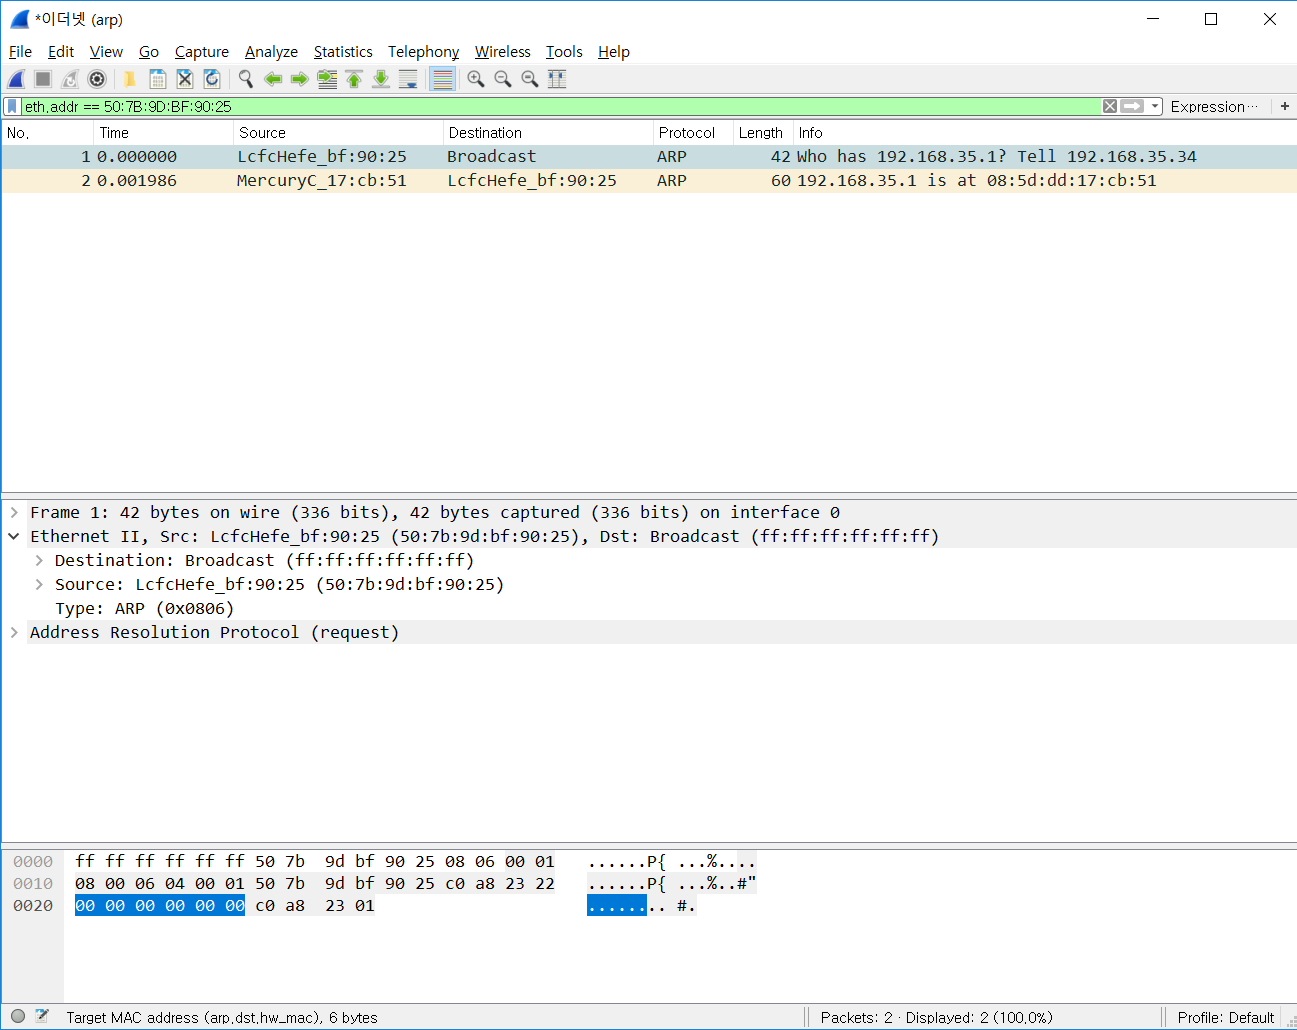 *이더넷 (arp)
File Edit View Go Capture Analyze Statistics Telephony Wireless Tools Help
eth.addr == 50:7B:9D:BF:90:25 Expression… +
No. Time Source Destination Protocol Length Info
1 0.000000 LcfcHefe_bf:90:25 Broadcast ARP 42 Who has 192.168.35.1? Tell 192.168.35.34
2 0.001986 MercuryC_17:cb:51 LcfcHefe_bf:90:25 ARP 60 192.168.35.1 is at 08:5d:dd:17:cb:51
Frame 1: 42 bytes on wire (336 bits), 42 bytes captured (336 bits) on interface 0
Ethernet II, Src: LcfcHefe_bf:90:25 (50:7b:9d:bf:90:25), Dst: Broadcast (ff:ff:ff:ff:ff:ff)
Destination: Broadcast (ff:ff:ff:ff:ff:ff)
Source: LcfcHefe_bf:90:25 (50:7b:9d:bf:90:25)
Type: ARP (0x0806)
Address Resolution Protocol (request)
0000 ff ff ff ff ff ff 50 7b 9d bf 90 25 08 06 00 01 ......P{ ...%....
0010 08 00 06 04 00 01 50 7b 9d bf 90 25 c0 a8 23 22 ......P{ ...%..#"
0020 00 00 00 00 00 00 c0 a8 23 01 ........ #.
Target MAC address (arp.dst.hw_mac), 6 bytes Packets: 2 · Displayed: 2 (100.0%) Profile: Default